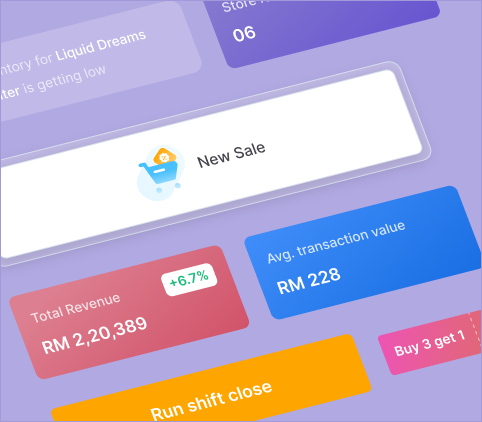 Store
06
ntory for Liquid Dreams
ter is getting low
New Sale
Avg. transaction value
RM 228
Total Revenue
+6.7%
RM 2,20,389
Buy 3 get 1
Run shift close